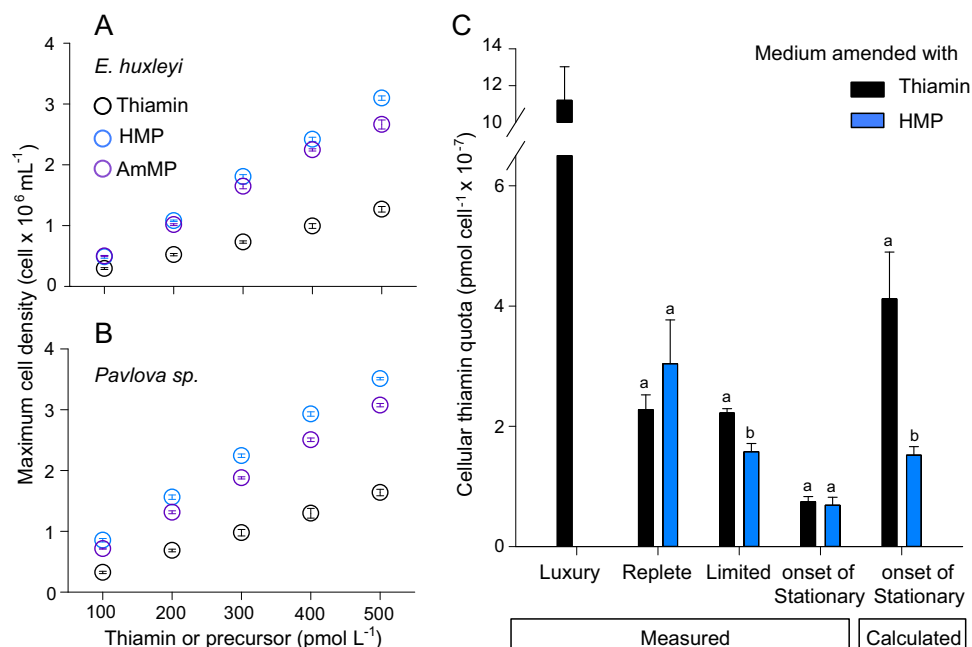 A
E. huxleyi
Thiamin
HMP
AmMP
4
3
2
1
0
B
Pavlova sp.
4
3
2
1
0
100
200
300
400
500
Thiamin or precursor (pmol L⁻¹)
Maximum cell density (cell x 10⁶ mL⁻¹)
C
Medium amended with
Thiamin
HMP
14
12
10
6
4
2
0
Cellular thiamin quota (pmol cell⁻¹ x 10⁻⁷)
a
a
a
b
a
a
a
b
Luxury
Replete
Limited
onset of
Stationary
onset of
Stationary
Measured
Calculated